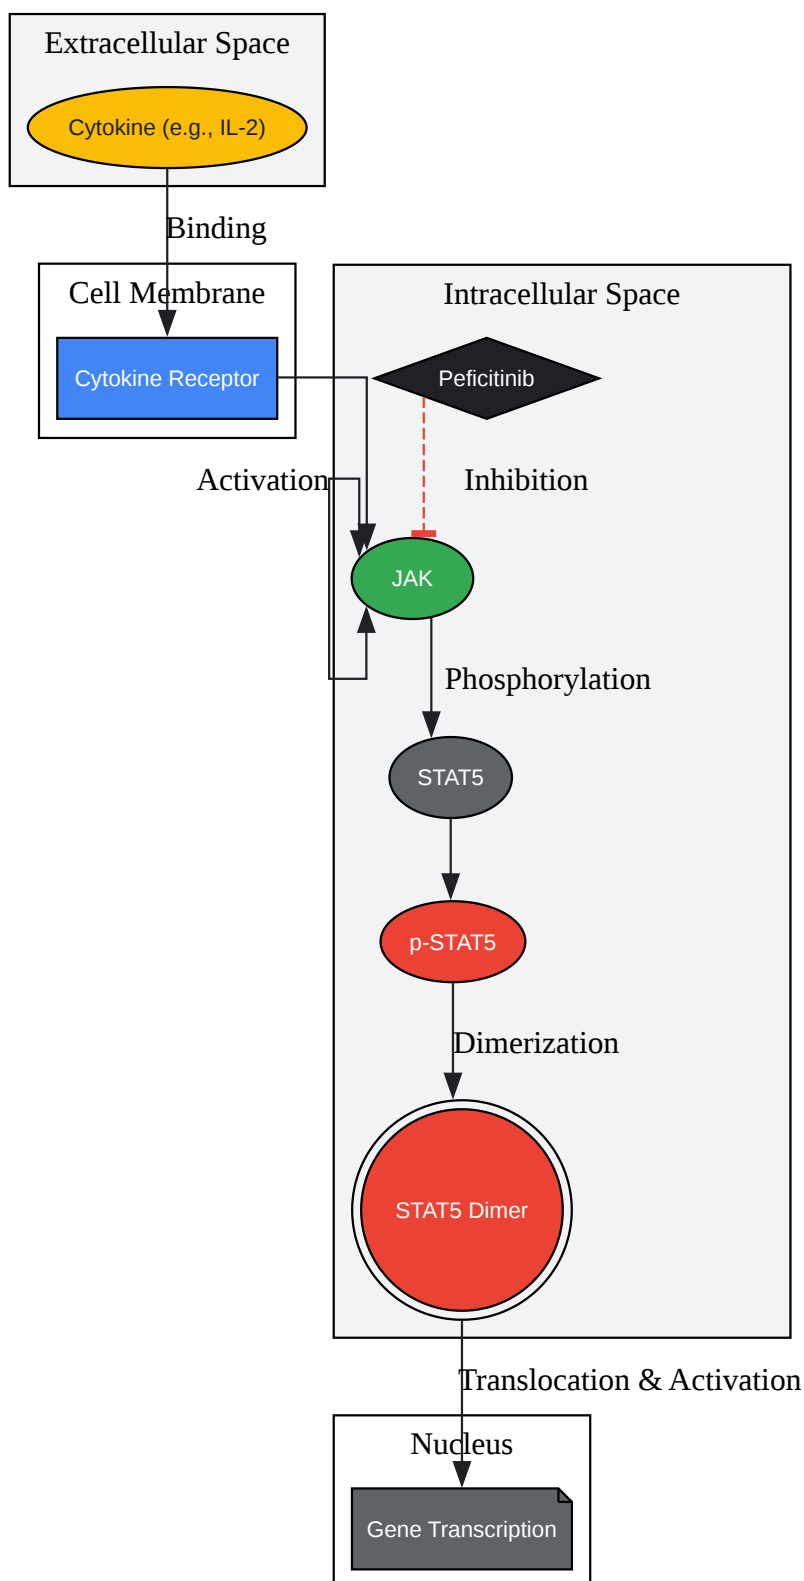 Extracellular Space
Cytokine (e.g., IL-2)
Binding
Cell Membrane
Intracellular Space
Cytokine Receptor
Peficitinib
Activation
Inhibition
JAK
Phosphorylation
STAT5
p-STAT5
Dimerization
STAT5 Dimer
Translocation & Activation
Nucleus
Gene Transcription